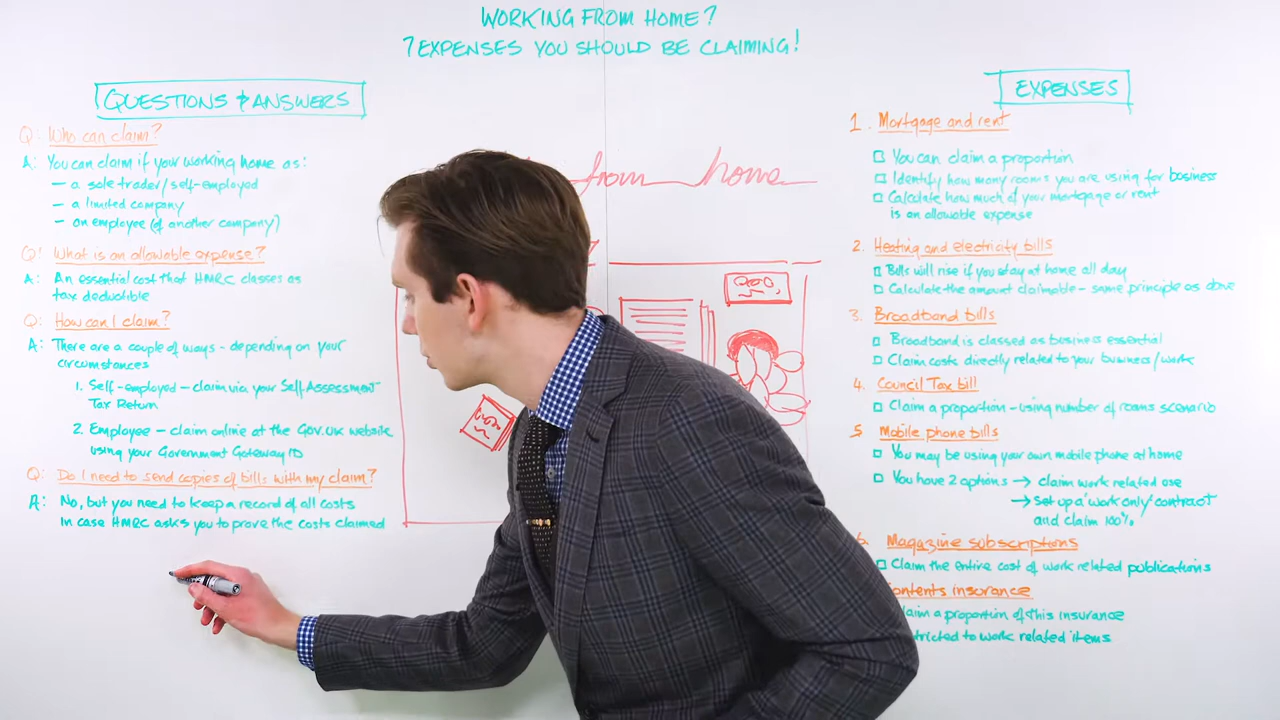 WORKING FROM HOME?
7 EXPENSES YOU SHOULD BE CLAIMING!
QUESTIONS & ANSWERS
Q: Who can claim?
A: You can claim if your working home as:
– a sole trader/self-employed
– a limited company
– an employee (of another company)
Q: What is an allowable expense?
A: An essential cost that HMRC classes as
tax deductible
Q: How can I claim?
A: There are a couple of ways – depending on your
circumstances
1. Self-employed – claim via your Self Assessment
Tax Return
2. Employee – claim online at the Gov.UK website
using your Government Gateway ID
Q: Do I need to send copies of bills with my claim?
A: No, but you need to keep a record of all costs
in case HMRC asks you to prove the costs claimed
from home
EXPENSES
1. Mortgage and rent
You can claim a proportion
Identify how many rooms you are using for business
Calculate how much of your mortgage or rent
is an allowable expense
2. Heating and electricity bills
Bills will rise if you stay at home all day
Calculate the amount claimable – same principle as above
3. Broadband bills
Broadband is classed as business essential
Claim costs directly related to your business/work
4. Council Tax bill
Claim a proportion – using number of rooms scenario
5. Mobile phone bills
You may be using your own mobile phone at home
You have 2 options → claim work related use
→ Set up a 'work only' contract
and claim 100%
6. Magazine subscriptions
Claim the entire cost of work related publications
ontents insurance
laim a proportion of this insurance
tricted to work related items